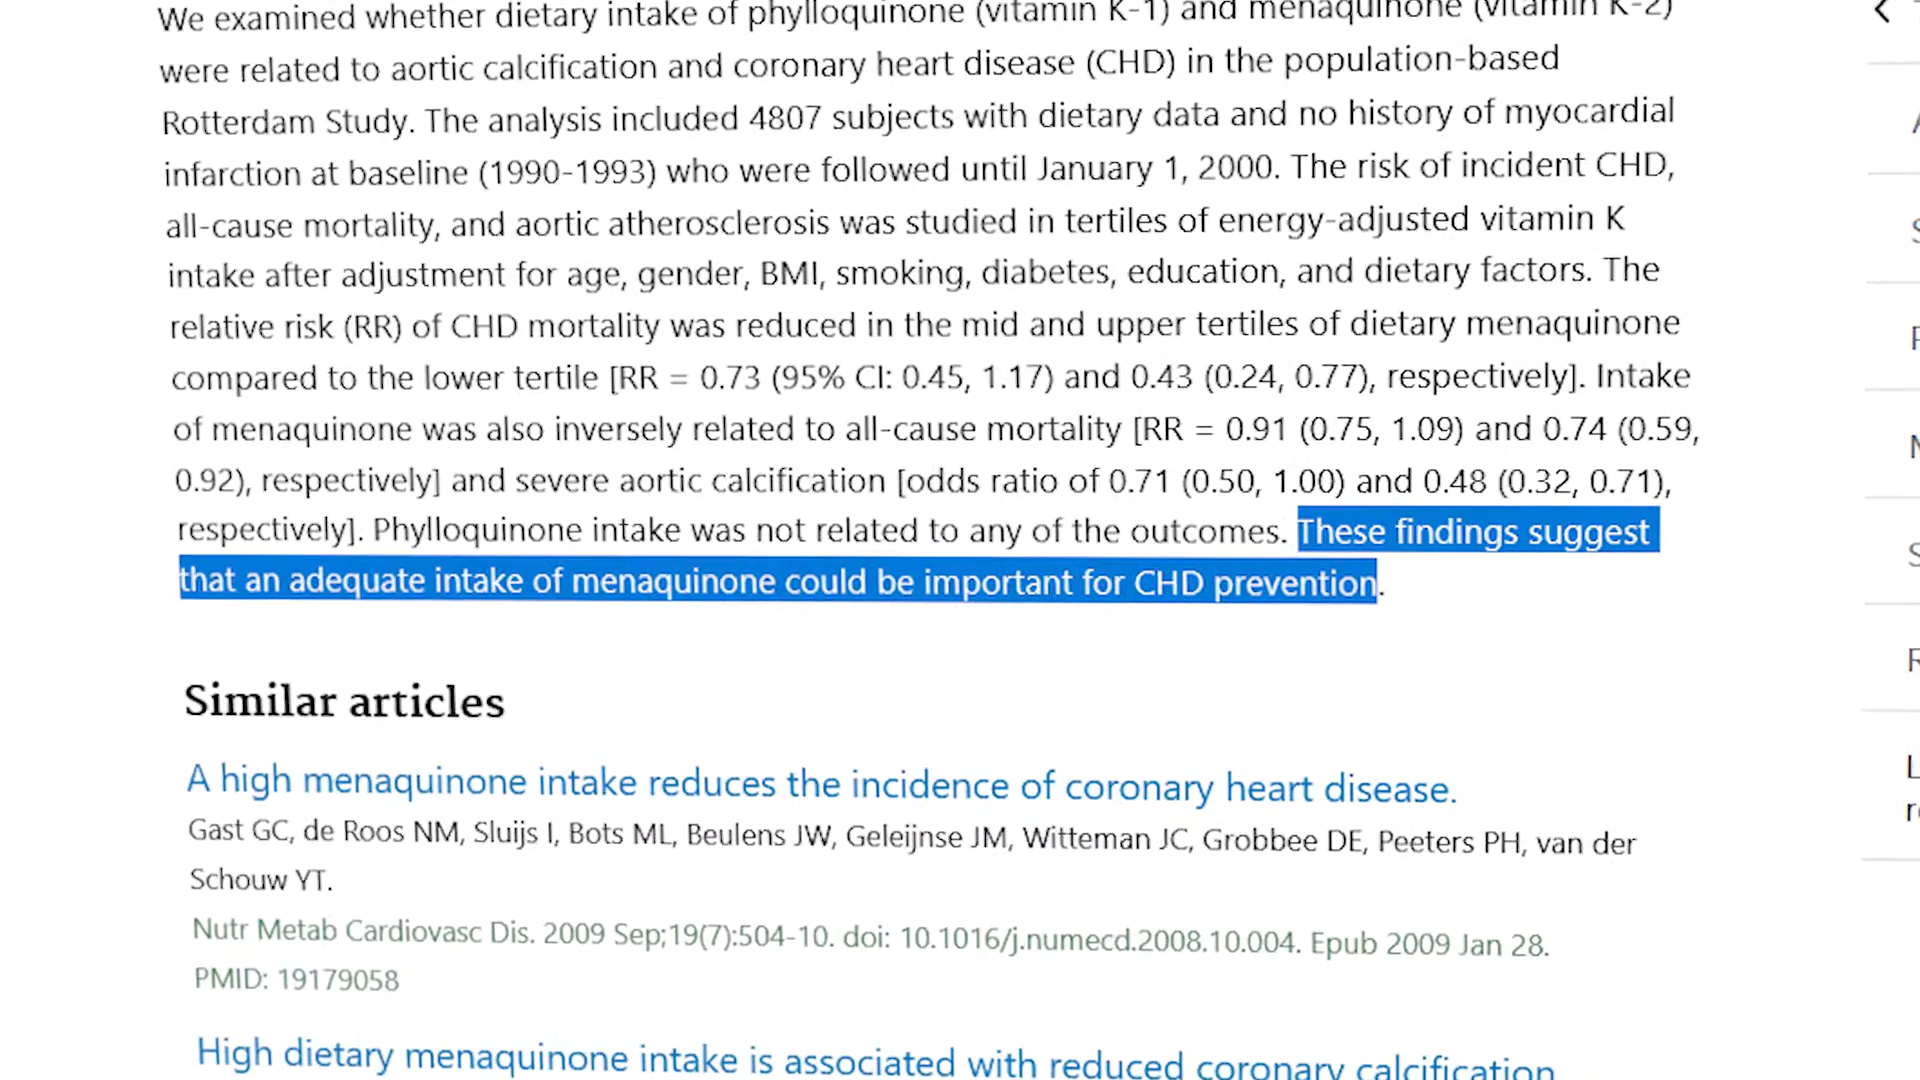 We examined whether dietary intake of phylloquinone (vitamin K-1) and menaquinone (vitamin K-2)
were related to aortic calcification and coronary heart disease (CHD) in the population-based
Rotterdam Study. The analysis included 4807 subjects with dietary data and no history of myocardial
infarction at baseline (1990-1993) who were followed until January 1, 2000. The risk of incident CHD,
all-cause mortality, and aortic atherosclerosis was studied in tertiles of energy-adjusted vitamin K
intake after adjustment for age, gender, BMI, smoking, diabetes, education, and dietary factors. The
relative risk (RR) of CHD mortality was reduced in the mid and upper tertiles of dietary menaquinone
compared to the lower tertile [RR = 0.73 (95% CI: 0.45, 1.17) and 0.43 (0.24, 0.77), respectively]. Intake
of menaquinone was also inversely related to all-cause mortality [RR = 0.91 (0.75, 1.09) and 0.74 (0.59,
0.92), respectively] and severe aortic calcification [odds ratio of 0.71 (0.50, 1.00) and 0.48 (0.32, 0.71),
respectively]. Phylloquinone intake was not related to any of the outcomes. These findings suggest
that an adequate intake of menaquinone could be important for CHD prevention.
Similar articles
A high menaquinone intake reduces the incidence of coronary heart disease.
Gast GC, de Roos NM, Sluijs I, Bots ML, Beulens JW, Geleijnse JM, Witteman JC, Grobbee DE, Peeters PH, van der
Schouw YT.
Nutr Metab Cardiovasc Dis. 2009 Sep;19(7):504-10. doi: 10.1016/j.numecd.2008.10.004. Epub 2009 Jan 28.
PMID: 19179058
High dietary menaquinone intake is associated with reduced coronary calcification